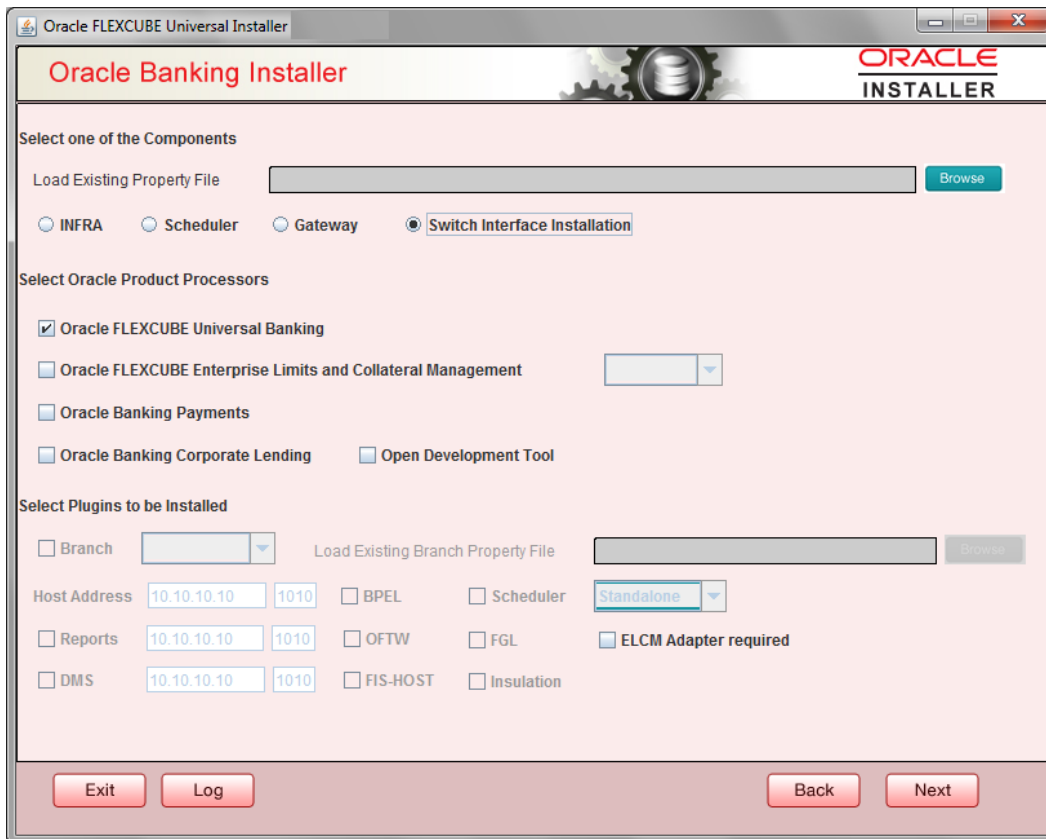 Oracle FLEXCUBE Universal Installer
Oracle Banking Installer
ORACLE
INSTALLER
Select one of the Components
Load Existing Property File
Browse
INFRA Scheduler Gateway Switch Interface Installation
Select Oracle Product Processors
Oracle FLEXCUBE Universal Banking
Oracle FLEXCUBE Enterprise Limits and Collateral Management
Oracle Banking Payments
Oracle Banking Corporate Lending Open Development Tool
Select Plugins to be Installed
Branch Load Existing Branch Property File Browse
Host Address 10.10.10.10 1010 BPEL Scheduler Standalone
Reports 10.10.10.10 1010 OFTW FGL ELCM Adapter required
DMS 10.10.10.10 1010 FIS-HOST Insulation
Exit Log Back Next